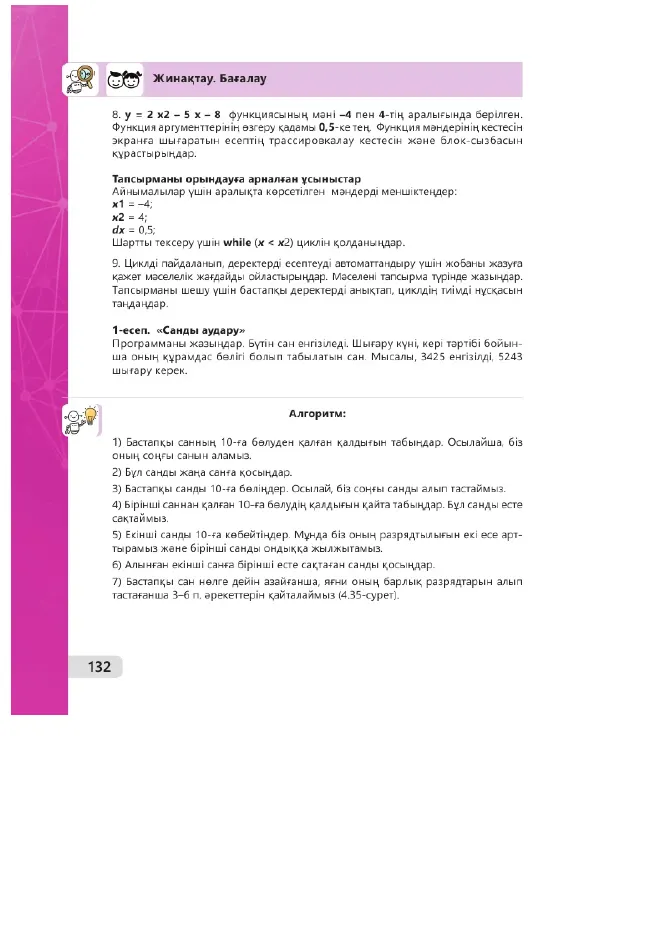 Жинақтау. Бағалау
8. y = 2 x2 – 5 x – 8 функциясының мәні –4 пен 4-тің аралығында берілген.
Функция аргументтерінің өзгеру қадамы 0,5-ке тең. Функция мәндерінің кестесін
экранға шығаратын есептің трассировкалау кестесін және блок-сызбасын
құрастырыңдар.
Тапсырманы орындауға арналған ұсыныстар
Айнымалылар үшін аралықта көрсетілген мәндерді меншіктеңдер:
x1 = –4;
x2 = 4;
dx = 0,5;
Шартты тексеру үшін while (x < x2) циклін қолданыңдар.
9. Циклді пайдаланып, деректерді есептеуді автоматтандыру үшін жобаны жазуға
қажет мәселелік жағдайды ойластырыңдар. Мәселені тапсырма түрінде жазыңдар.
Тапсырманы шешу үшін бастапқы деректерді анықтап, циклдің тиімді нұсқасын
таңдаңдар.
1-есеп. «Санды аудару»
Программаны жазыңдар. Бүтін сан енгізіледі. Шығару күні, кері тәртібі бойын-
ша оның құрамдас бөлігі болып табылатын сан. Мысалы, 3425 енгізілді, 5243
шығару керек.
Алгоритм:
1) Бастапқы санның 10-ға бөлуден қалған қалдығын табыңдар. Осылайша, біз
оның соңғы санын аламыз.
2) Бұл санды жаңа санға қосыңдар.
3) Бастапқы санды 10-ға бөліңдер. Осылай, біз соңғы санды алып тастаймыз.
4) Бірінші саннан қалған 10-ға бөлудің қалдығын қайта табыңдар. Бұл санды есте
сақтаймыз.
5) Екінші санды 10-ға көбейтіңдер. Мұнда біз оның разрядтылығын екі есе арт-
тырамыз және бірінші санды ондыққа жылжытамыз.
6) Алынған екінші санға бірінші есте сақтаған санды қосыңдар.
7) Бастапқы сан нөлге дейін азайғанша, яғни оның барлық разрядтарын алып
тастағанша 3–6 п. әрекеттерін қайталаймыз (4.35-сурет).
132